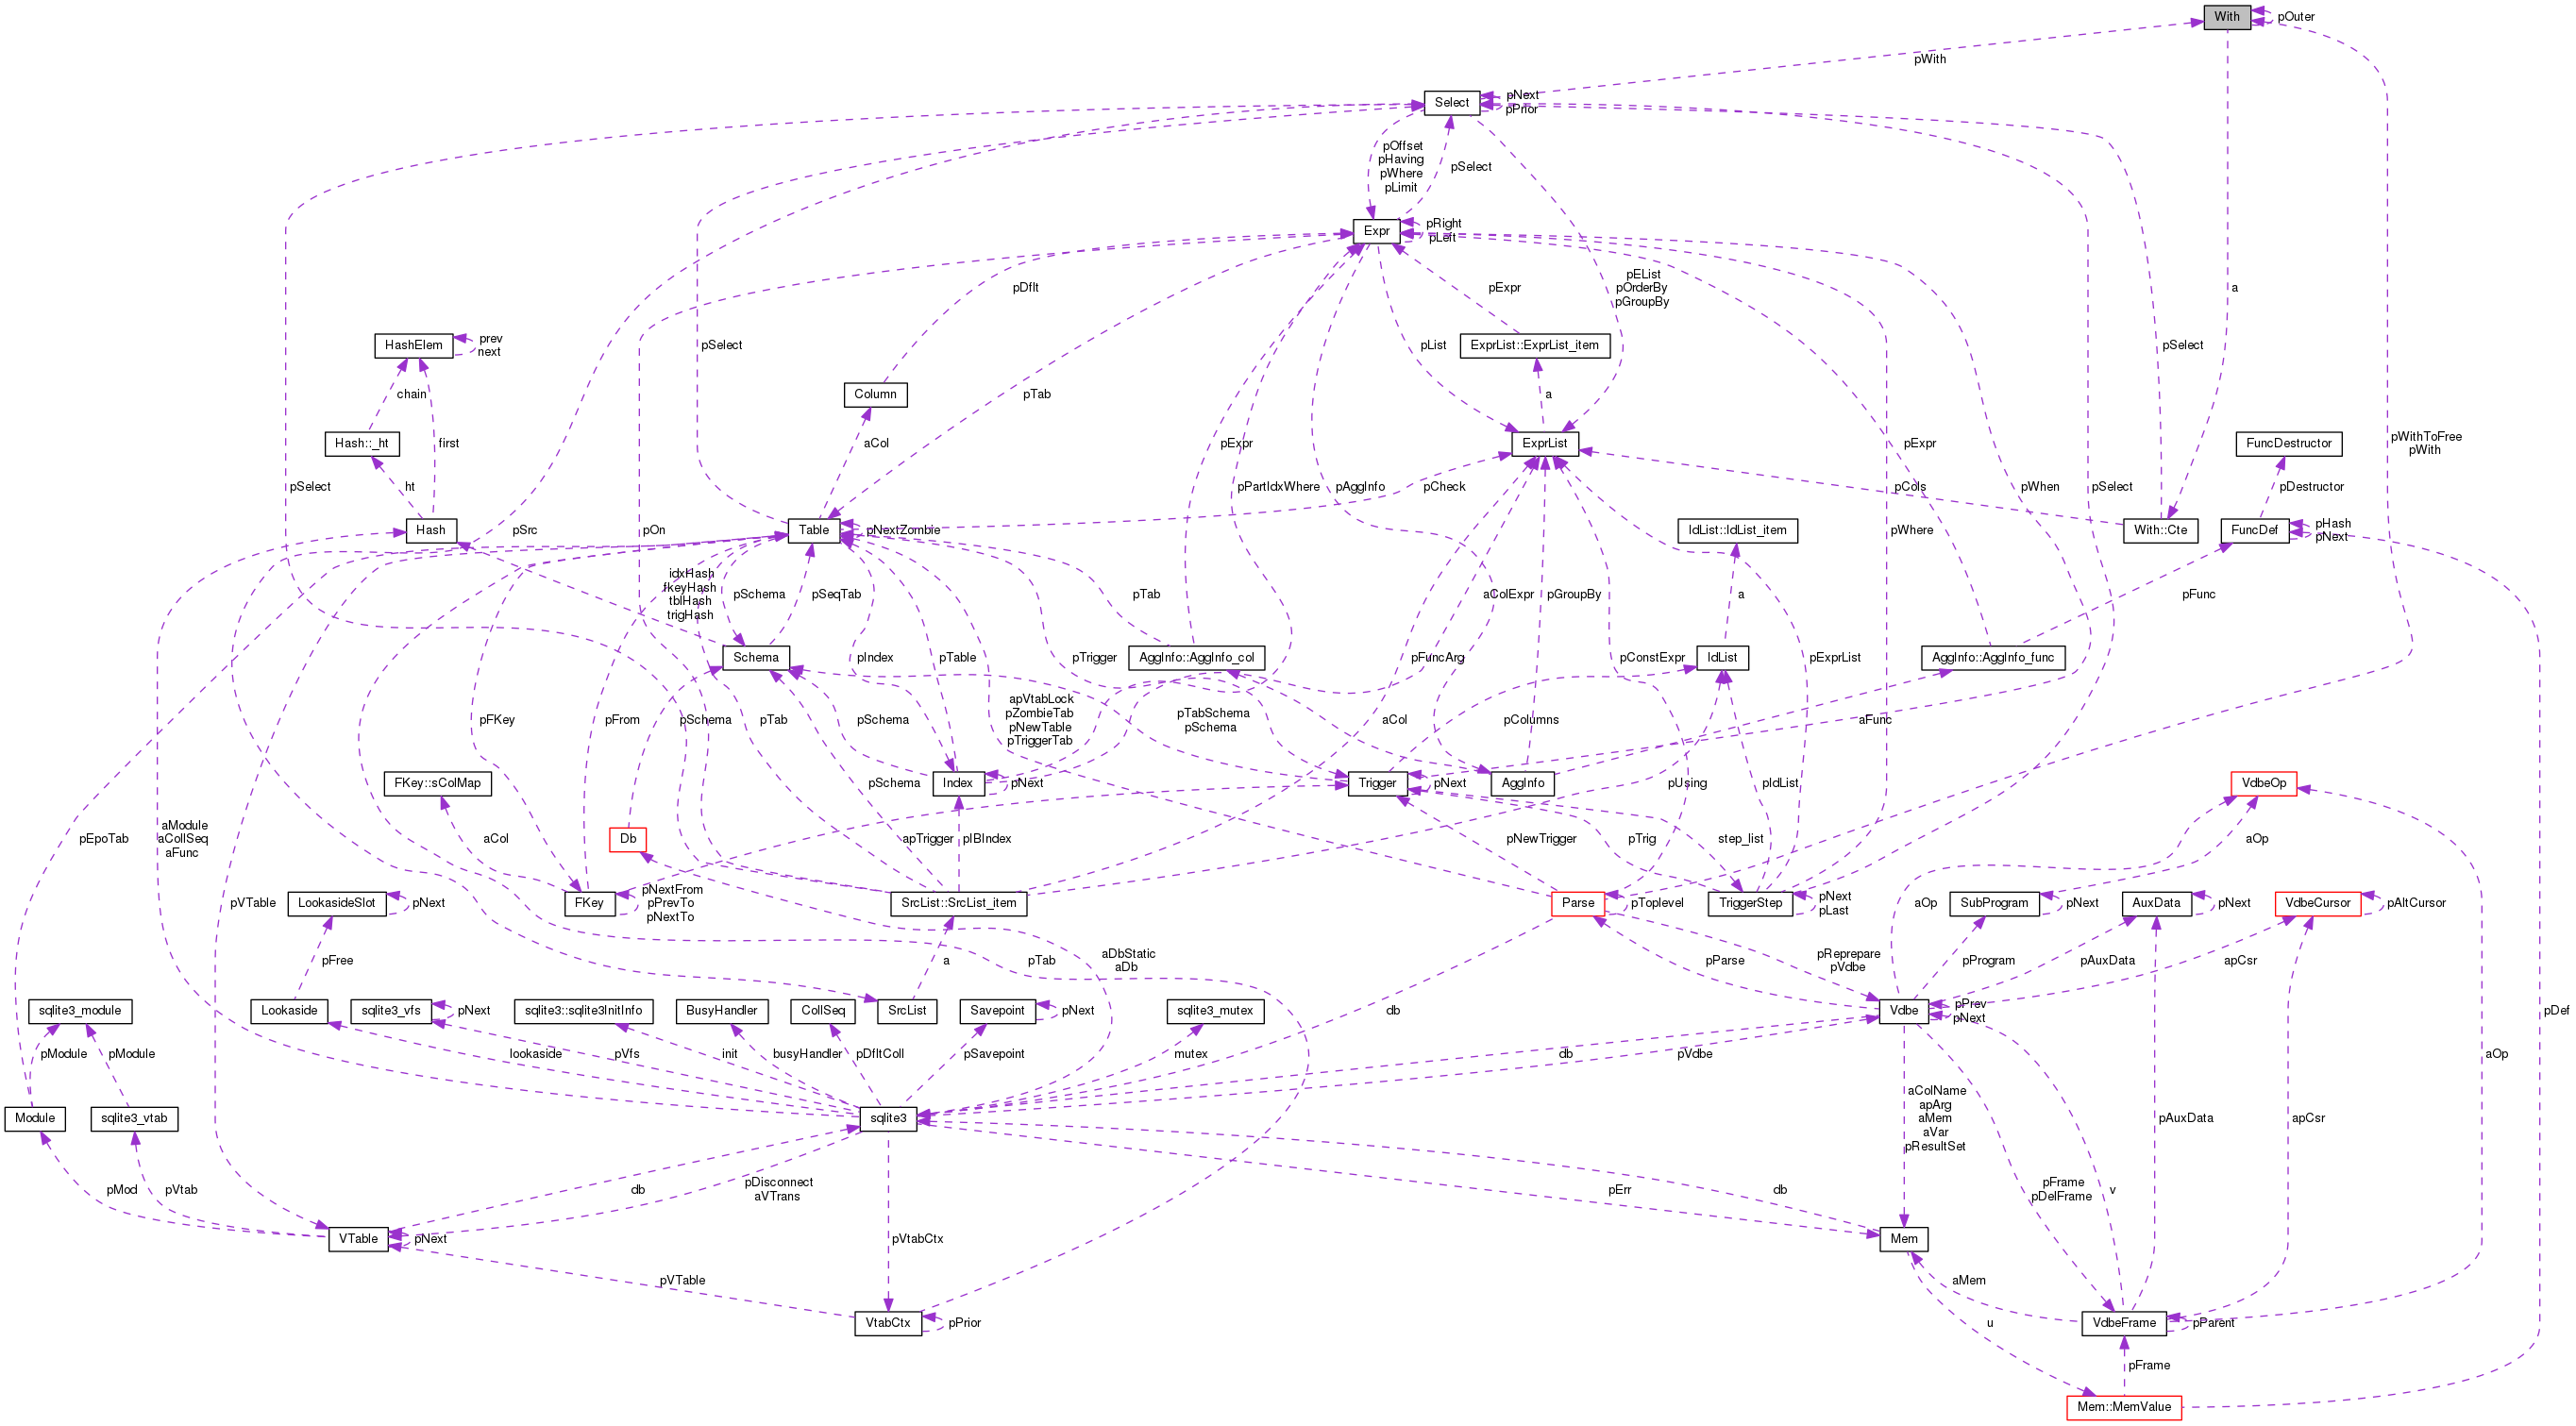 With
pOuter
pWith
Select
pNext
pPrior
pOffset
pHaving
pWhere
pLimit
pSelect
Expr
pRight
pLeft
pEList
pOrderBy
pGroupBy
a
pDflt
pExpr
HashElem
prev
next
pSelect
pList
ExprList::ExprList_item
pSelect
chain
Column
pTab
a
Hash::_ht
first
aCol
pExpr
ExprList
pExpr
FuncDestructor
pWithToFree
pWith
ht
pSelect
pPartIdxWhere
pAggInfo
pCheck
pCols
pWhen
pSelect
pDestructor
Hash
pSrc
pOn
Table
pNextZombie
IdList::IdList_item
pWhere
With::Cte
FuncDef
pHash
pNext
idxHash
fkeyHash
tblHash
trigHash
pSchema
pSeqTab
pTab
aColExpr
pGroupBy
a
pFunc
Schema
pIndex
pTable
pTrigger
AggInfo::AggInfo_col
pFuncArg
pConstExpr
IdList
pExprList
AggInfo::AggInfo_func
pFKey
pFrom
pSchema
pTab
pSchema
apVtabLock
pZombieTab
pNewTable
pTriggerTab
pTabSchema
pSchema
aCol
pColumns
aFunc
FKey::sColMap
pSchema
Index
pNext
Trigger
pNext
AggInfo
pUsing
pIdList
VdbeOp
pEpoTab
aModule
aCollSeq
aFunc
aCol
Db
apTrigger
pIBIndex
pNewTrigger
pTrig
step_list
aOp
pVTable
LookasideSlot
pNext
FKey
pNextFrom
pPrevTo
pNextTo
SrcList::SrcList_item
Parse
pToplevel
TriggerStep
pNext
pLast
aOp
SubProgram
pNext
AuxData
pNext
VdbeCursor
pAltCursor
pFree
a
pTab
aDbStatic
aDb
pParse
pReprepare
pVdbe
pProgram
pAuxData
apCsr
sqlite3_module
Lookaside
sqlite3_vfs
pNext
sqlite3::sqlite3InitInfo
BusyHandler
CollSeq
SrcList
Savepoint
pNext
sqlite3_mutex
db
Vdbe
pPrev
pNext
pDef
pModule
pModule
lookaside
pVfs
init
busyHandler
pDfltColl
pSavepoint
mutex
db
pVdbe
aOp
Module
sqlite3_vtab
sqlite3
aColName
apArg
aMem
aVar
pResultSet
pAuxData
apCsr
pMod
pVtab
db
pDisconnect
aVTrans
pErr
db
pFrame
pDelFrame
v
VTable
pNext
pVtabCtx
Mem
pVTable
aMem
VtabCtx
pPrior
u
VdbeFrame
pParent
pFrame
Mem::MemValue